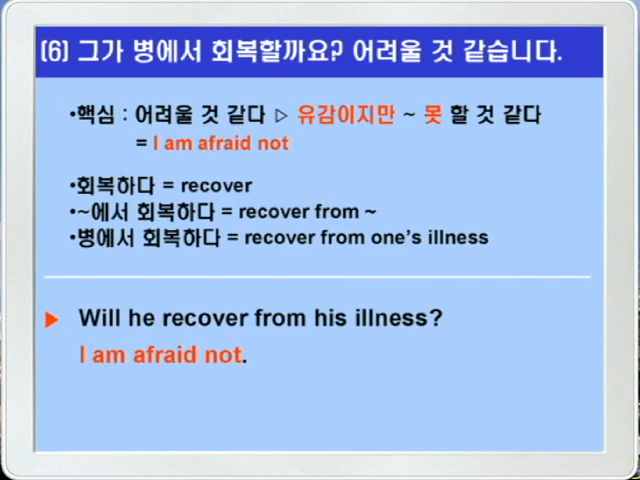 (6) 그가 병에서 회복할까요? 어려울 것 같습니다.
•핵심 : 어려울 것 같다 ▷ 유감이지만 ~ 못 할 것 같다
= I am afraid not
•회복하다 = recover
•~에서 회복하다 = recover from ~
•병에서 회복하다 = recover from one's illness
▶ Will he recover from his illness?
I am afraid not.